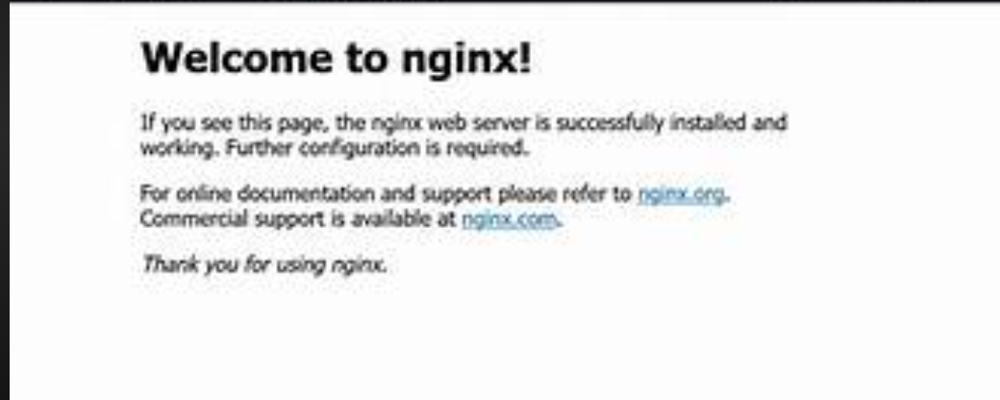 Welcome to nginx!
If you see this page, the nginx web server is successfully installed and
working. Further configuration is required.
For online documentation and support please refer to nginx.org.
Commercial support is available at nginx.com.
Thank you for using nginx.